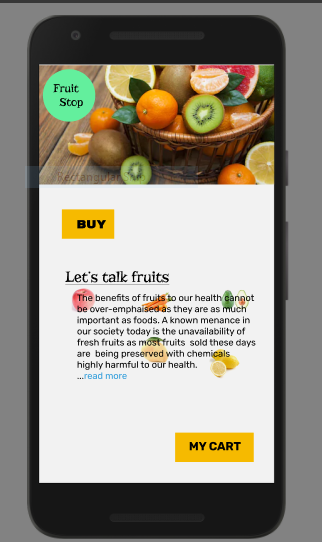 Fruit
Stop
Rectangular
BUY
Let's talk fruits
The benefits of fruits to our health cannot
be over-emphaised as they are as much
important as foods. A known menance in
our society today is the unavailability of
fresh fruits as most fruits sold these days
are being preserved with chemicals
highly harmful to our health.
...read more
MY CART